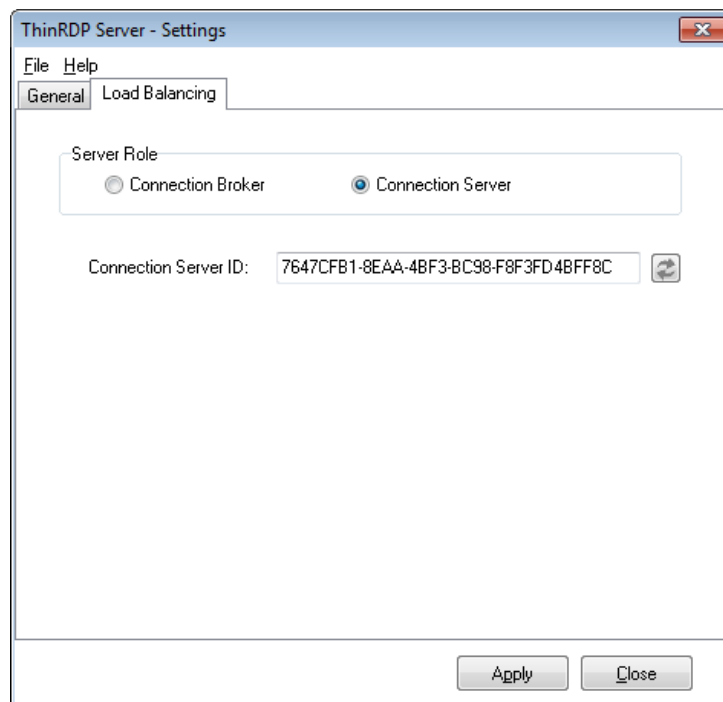 ThinRDP Server - Settings
File Help
General Load Balancing
Server Role
Connection Broker Connection Server
Connection Server ID: 7647CFB1-8EAA-4BF3-BC98-F8F3FD4BFF8C
Apply Close